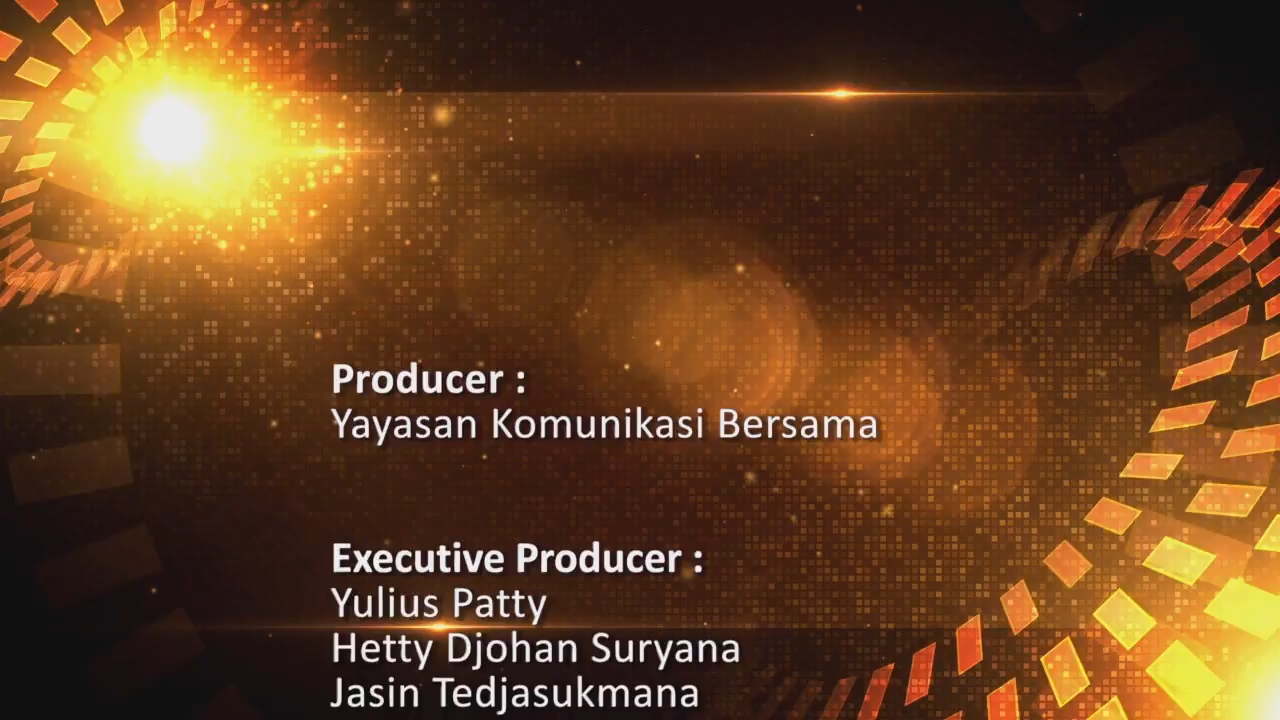 Producer :
Yayasan Komunikasi Bersama
Executive Producer :
Yulius Patty
Hetty Djohan Suryana
Jasin Tedjasukmana